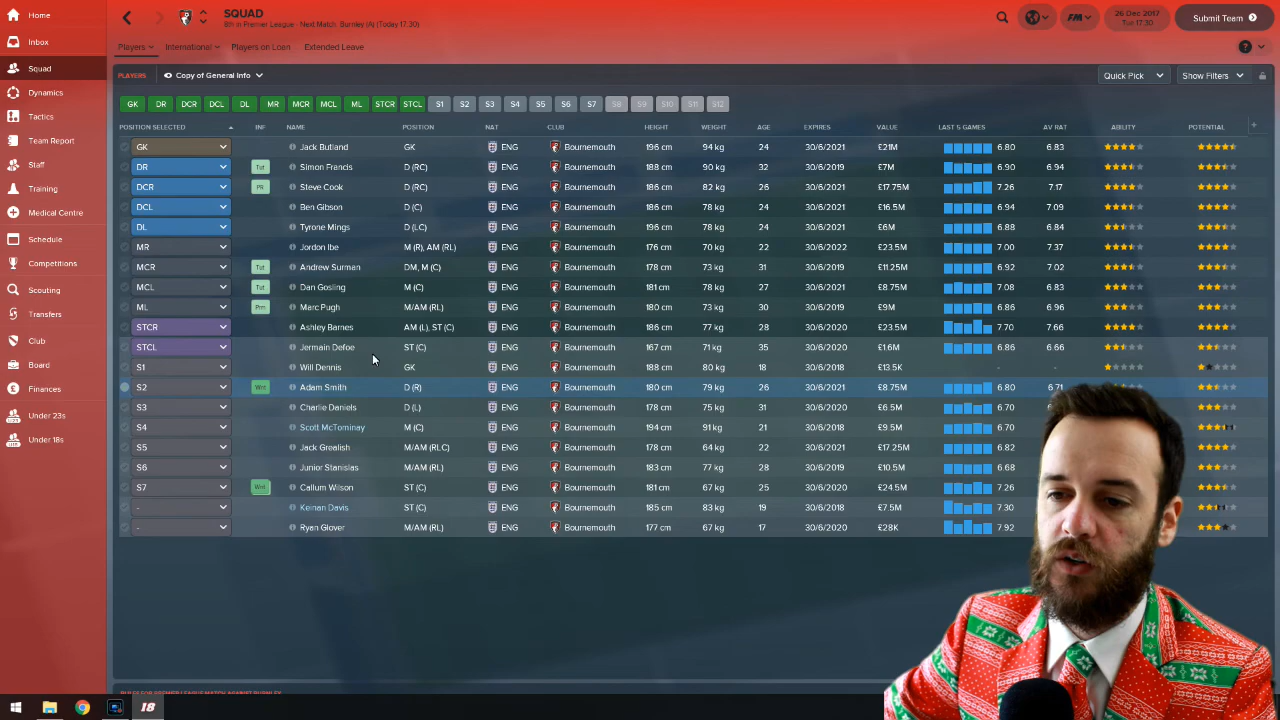 Home
Inbox
Squad
Dynamics
Tactics
Team Report
Staff
Training
Medical Centre
Schedule
Competitions
Scouting
Transfers
Club
Board
Finances
Under 23s
Under 18s
SQUAD
8th in Premier League - Next Match: Burnley (A) (Today 17:30)
FM
26 Dec 2017
Tue 17:30
Submit Team
Players International Players on Loan Extended Leave
PLAYERS Copy of General Info Quick Pick Show Filters
GK DR DCR DCL DL MR MCR MCL ML STCR STCL S1 S2 S3 S4 S5 S6 S7 S8 S9 S10 S11 S12
POSITION SELECTED INF NAME POSITION NAT CLUB HEIGHT WEIGHT AGE EXPIRES VALUE LAST 5 GAMES AV RAT ABILITY POTENTIAL
GK Jack Butland GK ENG Bournemouth 196 cm 94 kg 24 30/6/2021 £21M 6.80 6.83
DR Tut Simon Francis D (RC) ENG Bournemouth 188 cm 90 kg 32 30/6/2019 £7M 6.90 6.94
DCR PR Steve Cook D (RC) ENG Bournemouth 186 cm 82 kg 26 30/6/2021 £17.75M 7.26 7.17
DCL Ben Gibson D (C) ENG Bournemouth 186 cm 78 kg 24 30/6/2021 £16.5M 6.94 7.09
DL Tyrone Mings D (LC) ENG Bournemouth 186 cm 78 kg 24 30/6/2021 £6M 6.88 6.84
MR Jordon Ibe M (R), AM (RL) ENG Bournemouth 176 cm 70 kg 22 30/6/2022 £23.5M 7.00 7.37
MCR Tut Andrew Surman DM, M (C) ENG Bournemouth 178 cm 73 kg 31 30/6/2019 £11.25M 6.92 7.02
MCL Tut Dan Gosling M (C) ENG Bournemouth 181 cm 78 kg 27 30/6/2019 £8.75M 7.08 6.83
ML Prm Marc Pugh M/AM (RL) ENG Bournemouth 180 cm 73 kg 30 30/6/2019 £9M 6.86 6.96
STCR Ashley Barnes AM (L), ST (C) ENG Bournemouth 186 cm 77 kg 28 30/6/2020 £23.5M 7.70 7.66
STCL Jermain Defoe ST (C) ENG Bournemouth 167 cm 71 kg 35 30/6/2020 £1.6M 6.86 6.66
S1 Will Dennis GK ENG Bournemouth 188 cm 80 kg 18 30/6/2018 £13.5K - -
S2 Wnt Adam Smith D (R) ENG Bournemouth 180 cm 79 kg 26 30/6/2021 £8.75M 6.80 6.71
S3 Charlie Daniels D (L) ENG Bournemouth 178 cm 75 kg 31 30/6/2020 £6.5M 6.70
S4 Scott McTominay M (C) ENG Bournemouth 194 cm 91 kg 21 30/6/2018 £9.5M 6.70
S5 Jack Grealish M/AM (RLC) ENG Bournemouth 178 cm 64 kg 22 30/6/2021 £17.25M 6.82
S6 Junior Stanislas M/AM (RL) ENG Bournemouth 183 cm 77 kg 28 30/6/2019 £10.5M 6.68
S7 Wnt Callum Wilson ST (C) ENG Bournemouth 181 cm 67 kg 25 30/6/2020 £24.5M 7.26
- Keinan Davis ST (C) ENG Bournemouth 185 cm 83 kg 19 30/6/2018 £7.5M 7.30
- Ryan Glover M/AM (RL) ENG Bournemouth 177 cm 67 kg 17 30/6/2020 £28K 7.92
18